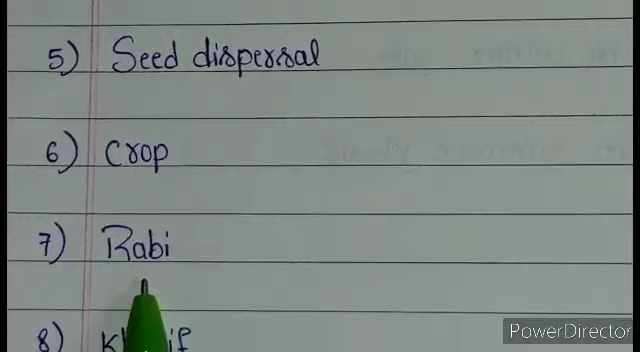 5) Seed dispersal
6) Crop
7) Rabi
8)
PowerDirector